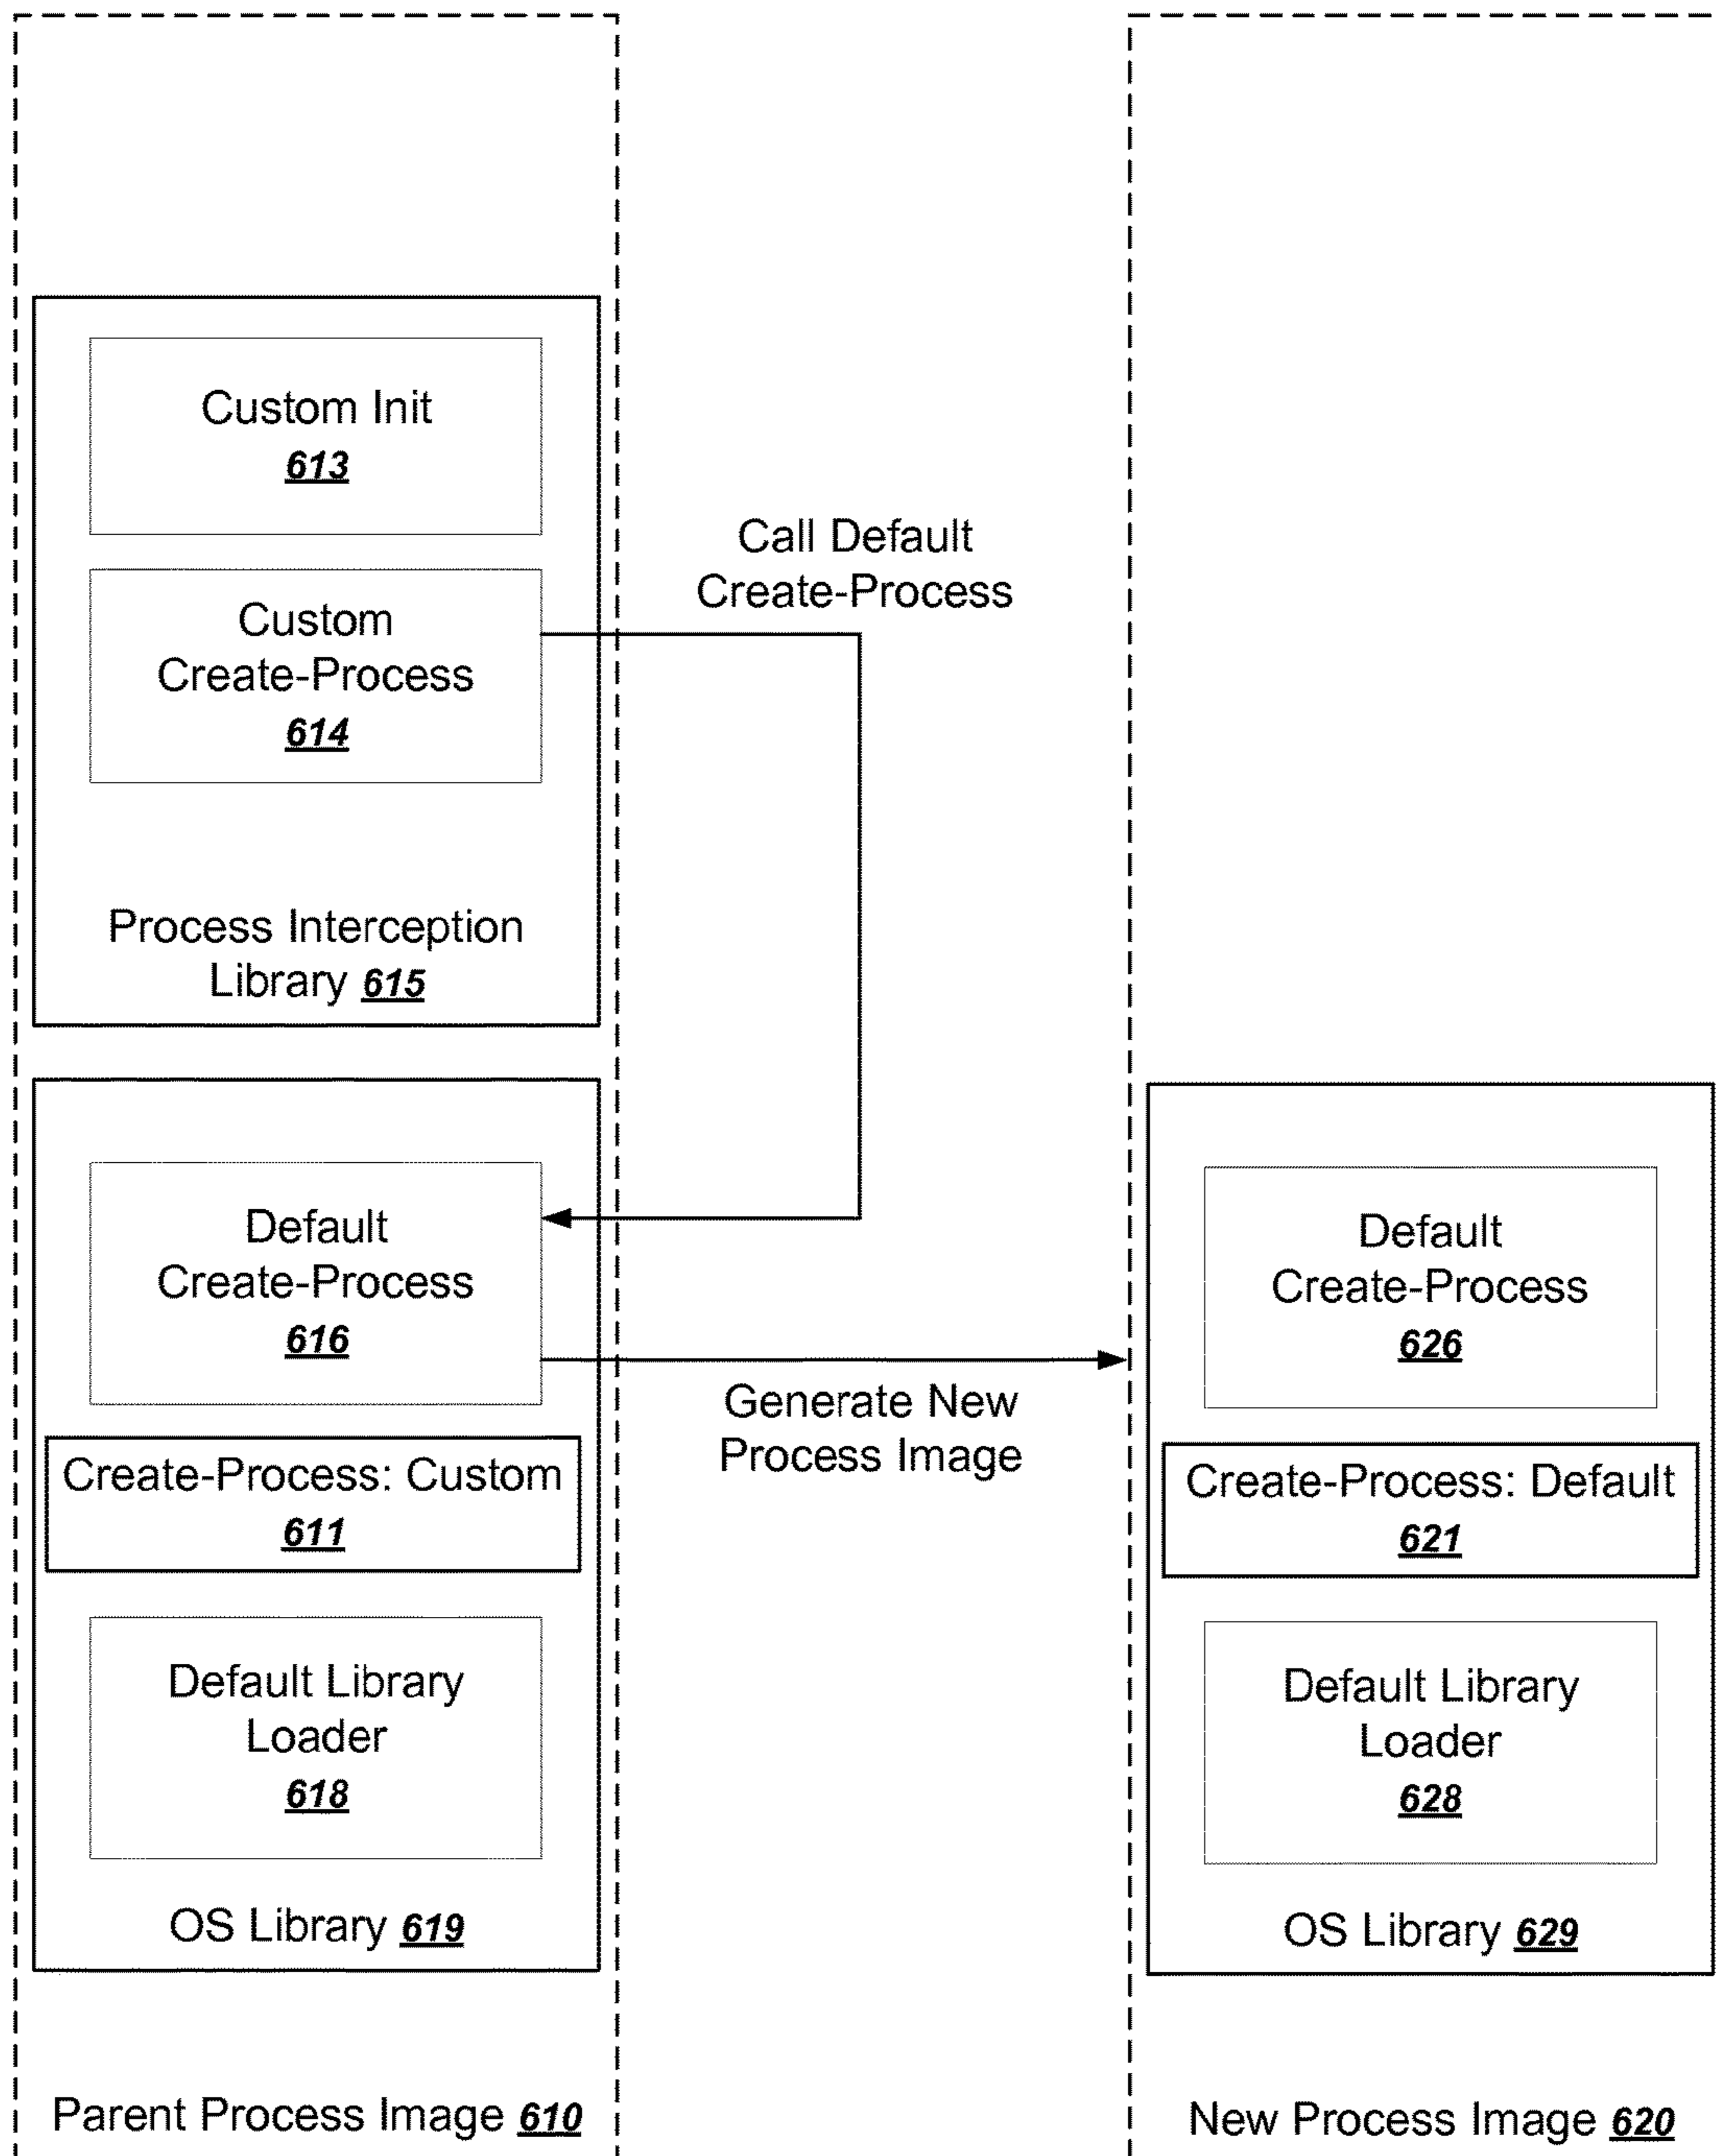 Custom Init
613
Custom
Create-Process
614
Process Interception
Library 615
Call Default
Create-Process
Default
Create-Process
616
Create-Process: Custom
611
Default Library
Loader
618
OS Library 619
Parent Process Image 610
Generate New
Process Image
Default
Create-Process
626
Create-Process: Default
621
Default Library
Loader
628
OS Library 629
New Process Image 620